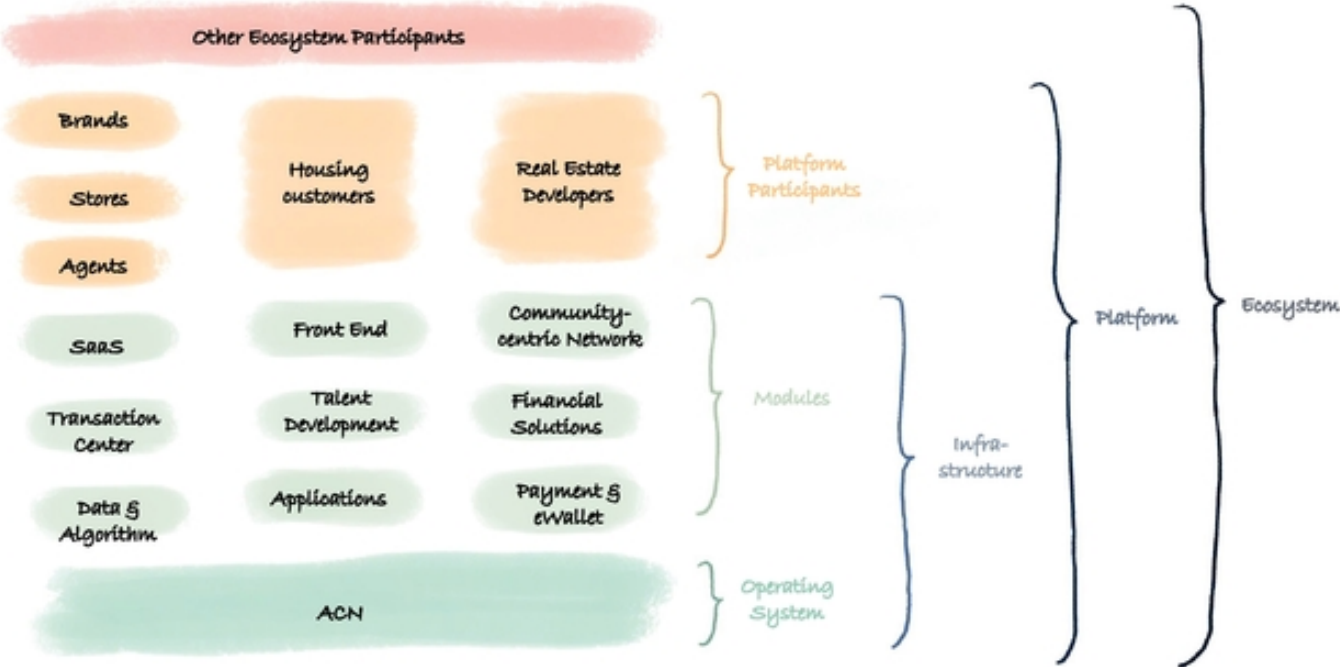 Other Ecosystem Participants
Brands
Stores
Agents
Housing
customers
Real Estate
Developers
Platform
Participants
SaaS
Front End
Community-
centric Network
Transaction
Center
Talent
Development
Financial
Solutions
Data &
Algorithm
Applications
Payment &
eWallet
Modules
ACN
Operating
System
Infra-
structure
Platform
Ecosystem